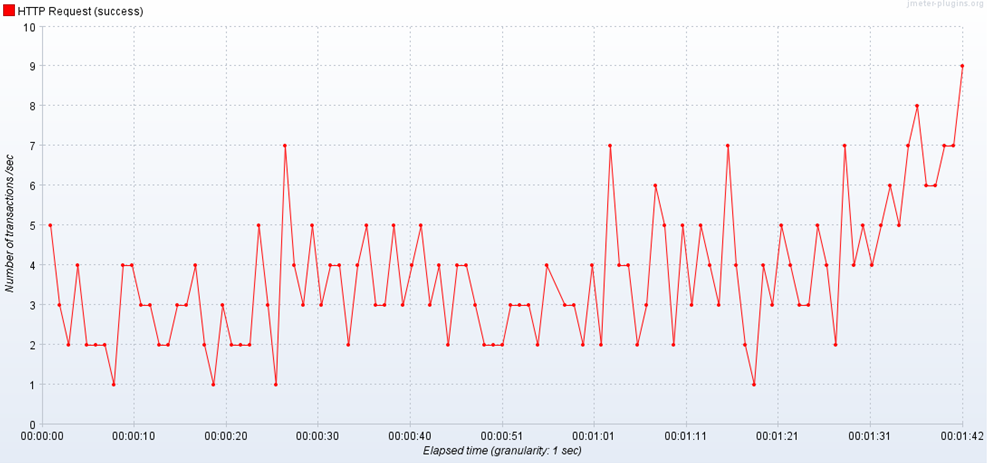 HTTP Request (success)
jmeter-plugins.org
10
9
8
7
6
5
4
3
2
1
0
Number of transactions /sec
00:00:00 00:00:10 00:00:20 00:00:30 00:00:40 00:00:51 00:01:01 00:01:11 00:01:21 00:01:31 00:01:42
Elapsed time (granularity: 1 sec)